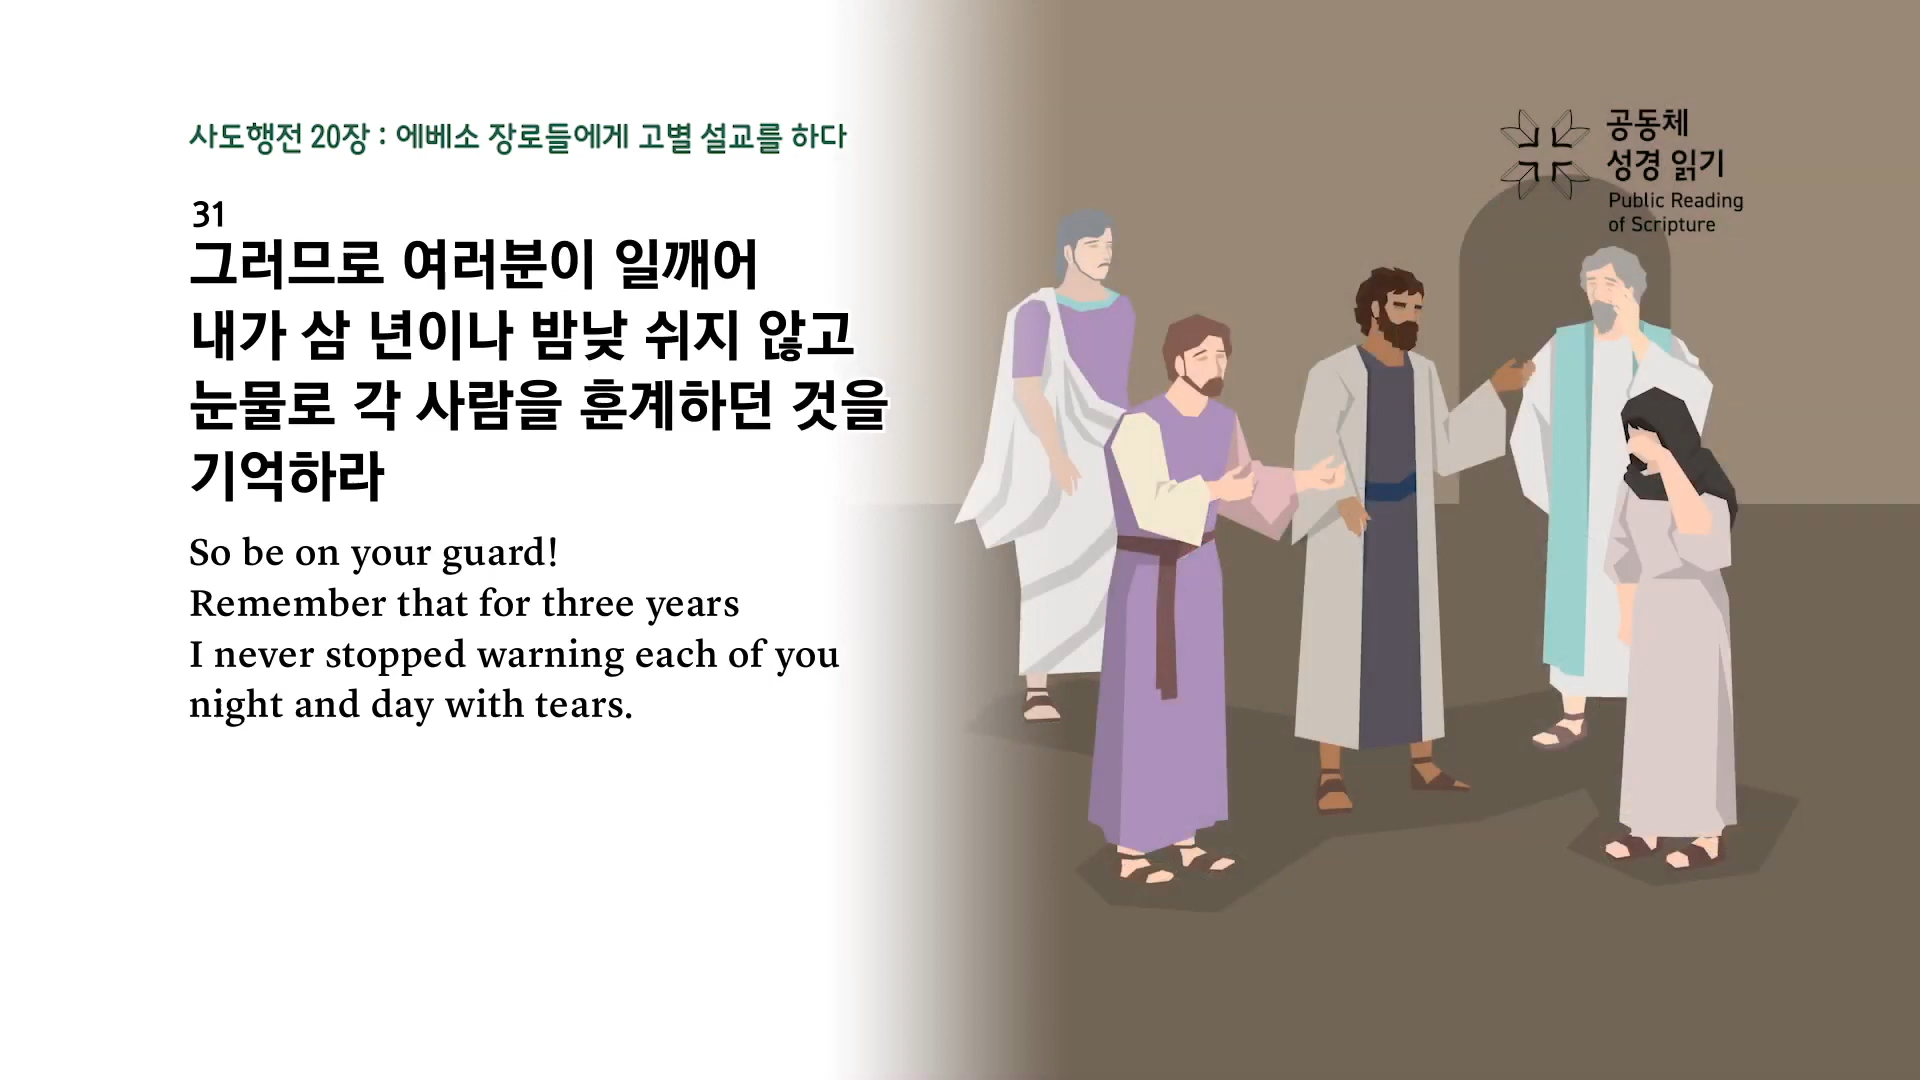 사도행전 20장 : 에베소 장로들에게 고별 설교를 하다
31
그러므로 여러분이 일깨어
내가 삼 년이나 밤낮 쉬지 않고
눈물로 각 사람을 훈계하던 것을
기억하라
So be on your guard!
Remember that for three years
I never stopped warning each of you
night and day with tears.
공동체
성경 읽기
Public Reading
of Scripture